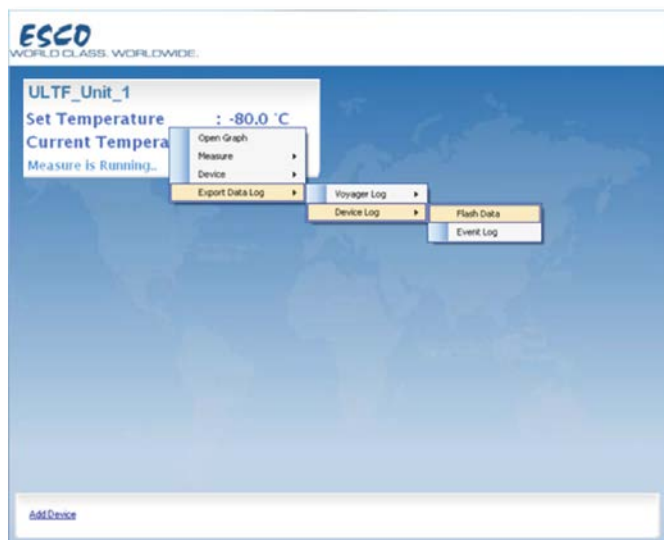 ESCO
WORLD CLASS. WORLDWIDE.
ULTF_Unit_1
Set Temperature : -80.0 °C
Current Tempera
Measure is Running..
Open Graph
Measure
Device
Export Data Log
Voyager Log
Device Log
Flash Data
Event Log
Add Device